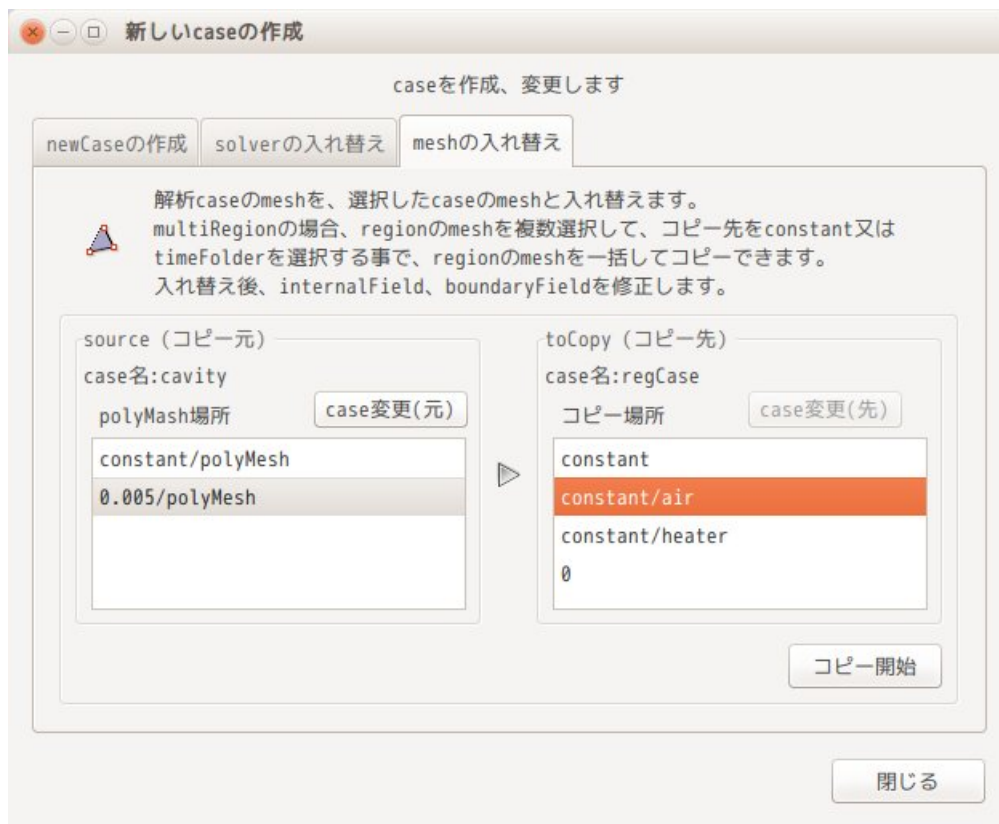 新しいcaseの作成
caseを作成、変更します
newCaseの作成
solverの入れ替え
meshの入れ替え
解析caseのmeshを、選択したcaseのmeshと入れ替えます。
multiRegionの場合、regionのmeshを複数選択して、コピー先をconstant又は
timeFolderを選択する事で、regionのmeshを一括してコピーできます。
入れ替え後、internalField、boundaryFieldを修正します。
source（コピー元）
case名:cavity
polyMash場所
case変更(元)
constant/polyMesh
0.005/polyMesh
toCopy（コピー先）
case名:regCase
コピー場所
case変更(先)
constant
constant/air
constant/heater
0
コピー開始
閉じる